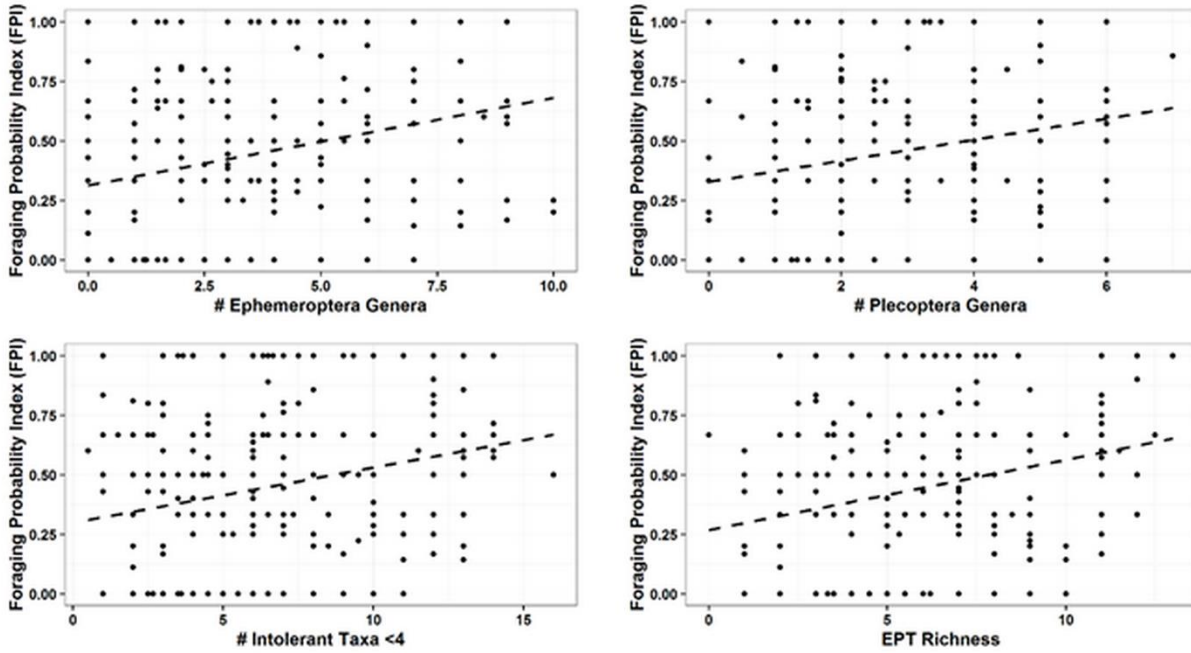 Foraging Probability Index (FPI)
1.00
0.75
0.50
0.25
0.00
0.0 2.5 5.0 7.5 10.0
# Ephemeroptera Genera
Foraging Probability Index (FPI)
1.00
0.75
0.50
0.25
0.00
0 2 4 6
# Plecoptera Genera
Foraging Probability Index (FPI)
1.00
0.75
0.50
0.25
0.00
0 5 10 15
# Intolerant Taxa <4
Foraging Probability Index (FPI)
1.00
0.75
0.50
0.25
0.00
0 5 10
EPT Richness